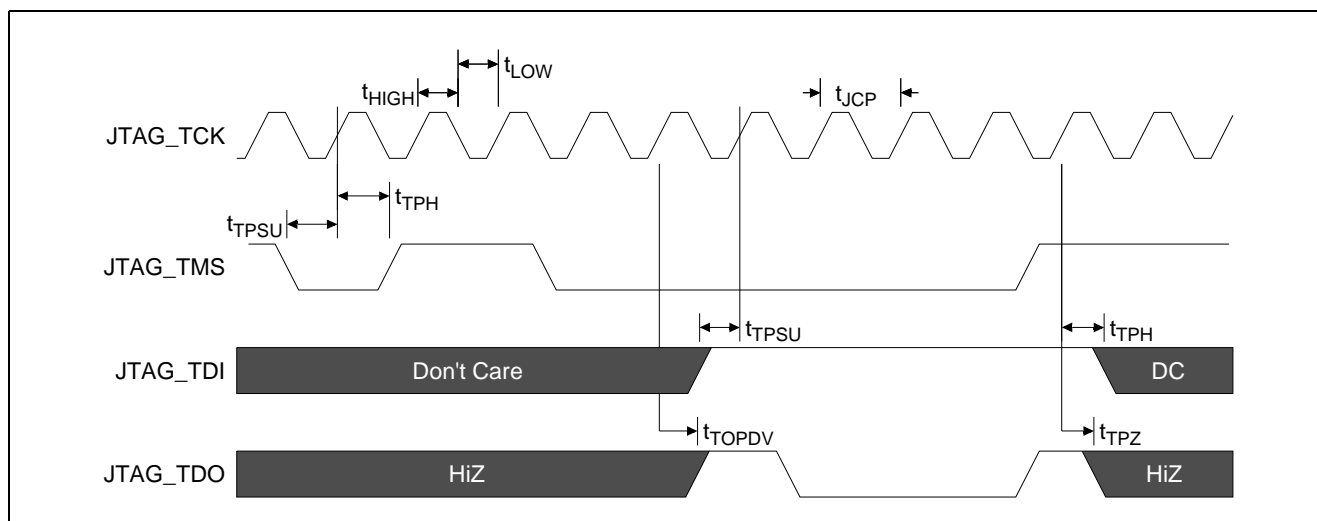 tLOW
tHIGH
tJCP
JTAG_TCK
tTPH
tTPSU
JTAG_TMS
tTPSU
tTPH
JTAG_TDI
Don't Care
DC
tTOPDV
tTPZ
JTAG_TDO
HiZ
HiZ